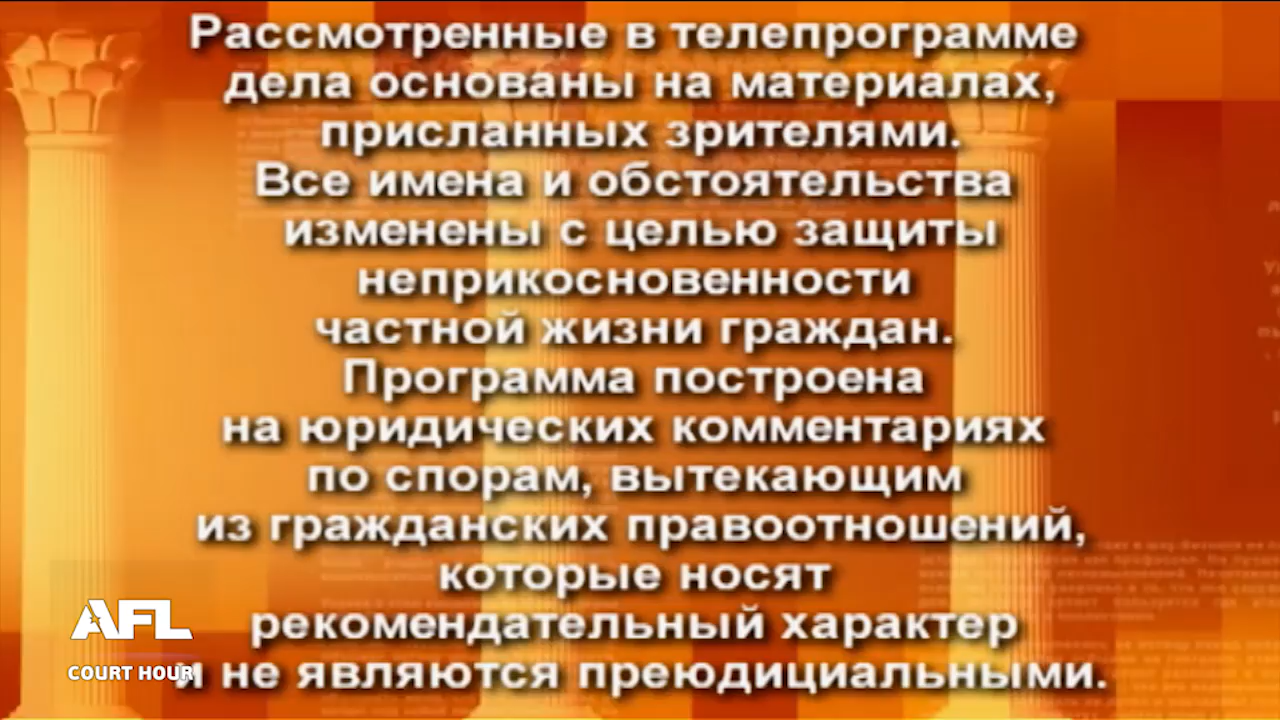 Рассмотренные в телепрограмме
дела основаны на материалах,
присланных зрителями.
Все имена и обстоятельства
изменены с целью защиты
неприкосновенности
частной жизни граждан.
Программа построена
на юридических комментариях
по спорам, вытекающим
из гражданских правоотношений,
которые носят
рекомендательный характер
и не являются преюдициальными.
AFL
COURT HOUR